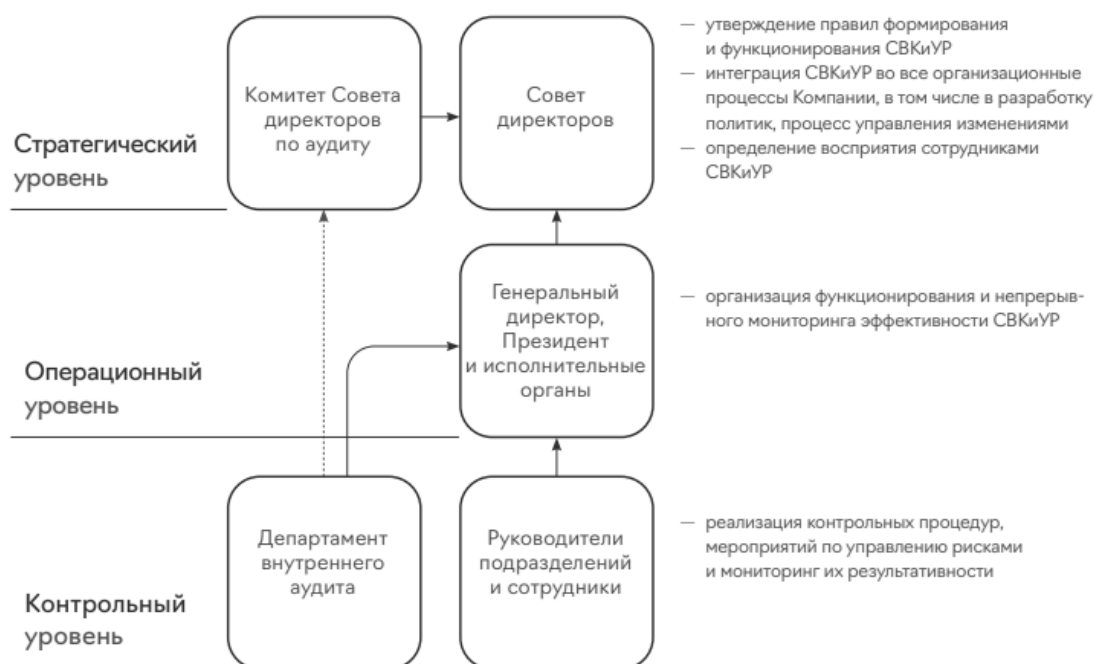 Стратегический
уровень
Комитет Совета
директоров
по аудиту
Совет
директоров
— утверждение правил формирования
и функционирования СВКиУР
— интеграция СВКиУР во все организационные
процессы Компании, в том числе в разработку
политик, процесс управления изменениями
— определение восприятия сотрудниками
СВКиУР
Операционный
уровень
Генеральный
директор,
Президент
и исполнительные
органы
— организация функционирования и непрерыв-
ного мониторинга эффективности СВКиУР
Контрольный
уровень
Департамент
внутреннего
аудита
Руководители
подразделений
и сотрудники
— реализация контрольных процедур,
мероприятий по управлению рисками
и мониторинг их результативности